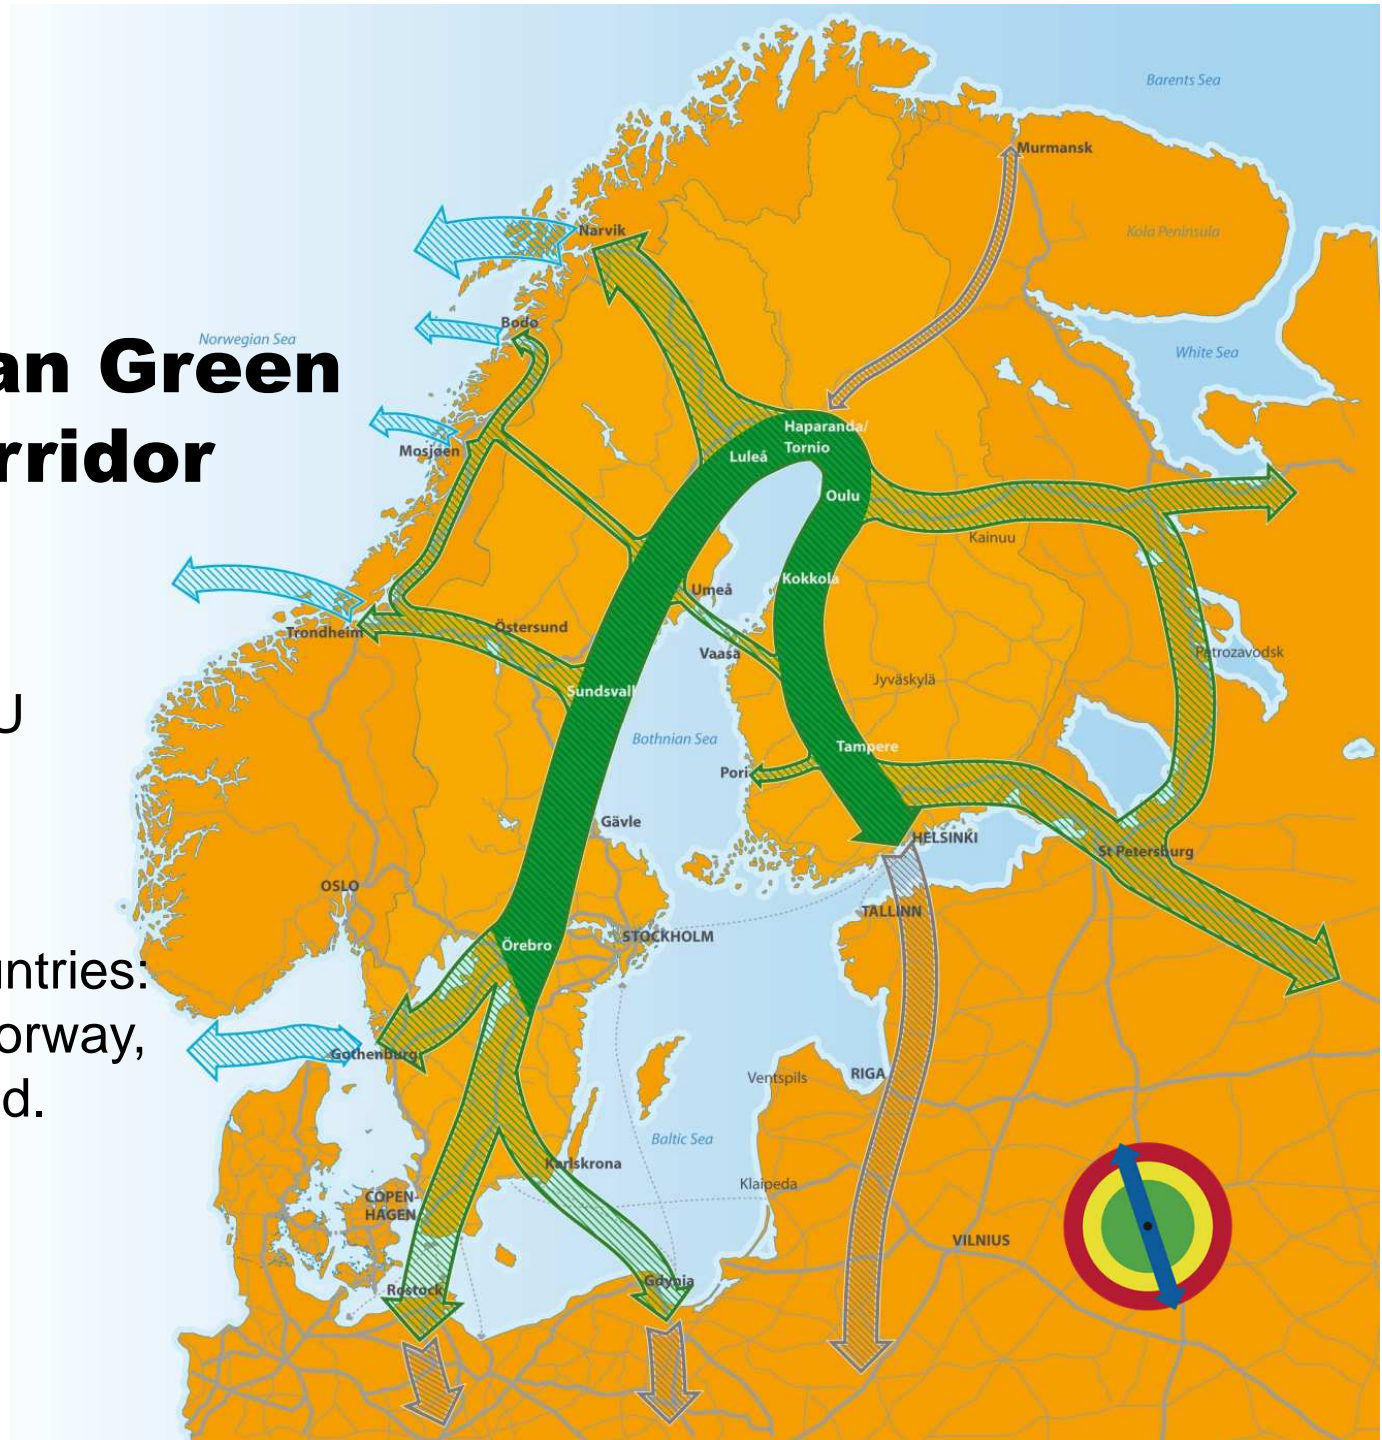 Barents Sea
Murmansk
Kola Peninsula
Narvik
Bodo
Norwegian Sea
White Sea
an Green
rridor
Haparanda/
Tornio
Mosjøen
Luleå
Oulu
Kainuu
Kokkola
Umeå
Östersund
Trondheim
Vaasa
Petrozavodsk
Jyväskylä
Sundsvall
U
Bothnian Sea
Tampere
Pori
Gävle
HELSINKI
St Petersburg
OSLO
TALLINN
STOCKHOLM
Örebro
untries:
orway,
d.
Gothenburg
Ventspils
RIGA
Baltic Sea
Karlskrona
Klaipeda
COPEN-
HAGEN
VILNIUS
Gdynia
Rostock